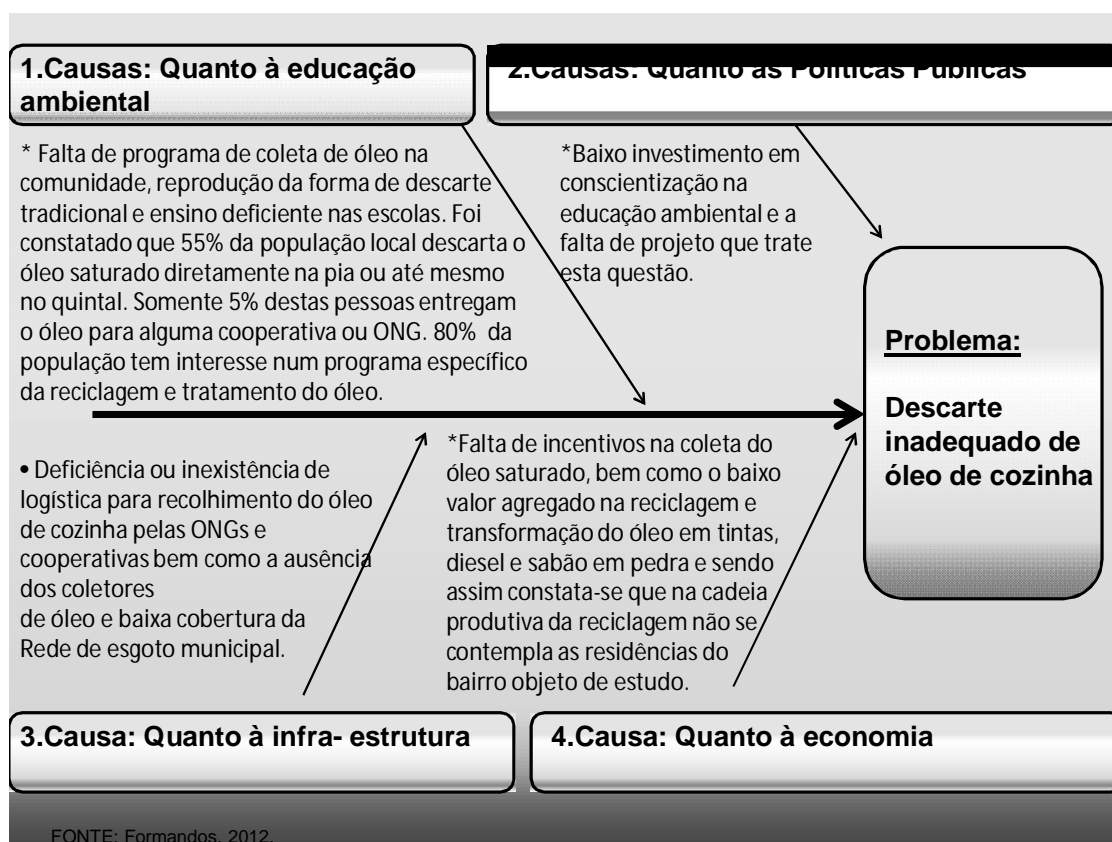 1.Causas: Quanto à educação
ambiental
2.Causas: Quanto as Políticas Públicas
* Falta de programa de coleta de óleo na
comunidade, reprodução da forma de descarte
tradicional e ensino deficiente nas escolas. Foi
constatado que 55% da população local descarta o
óleo saturado diretamente na pia ou até mesmo
no quintal. Somente 5% destas pessoas entregam
o óleo para alguma cooperativa ou ONG. 80% da
população tem interesse num programa específico
da reciclagem e tratamento do óleo.
*Baixo investimento em
conscientização na
educação ambiental e a
falta de projeto que trate
esta questão.
Problema:
Descarte
inadequado de
óleo de cozinha
• Deficiência ou inexistência de
logística para recolhimento do óleo
de cozinha pelas ONGs e
cooperativas bem como a ausência
dos coletores
de óleo e baixa cobertura da
Rede de esgoto municipal.
*Falta de incentivos na coleta do
óleo saturado, bem como o baixo
valor agregado na reciclagem e
transformação do óleo em tintas,
diesel e sabão em pedra e sendo
assim constata-se que na cadeia
produtiva da reciclagem não se
contempla as residências do
bairro objeto de estudo.
3.Causa: Quanto à infra- estrutura
4.Causa: Quanto à economia
FONTE: Formandos, 2012.